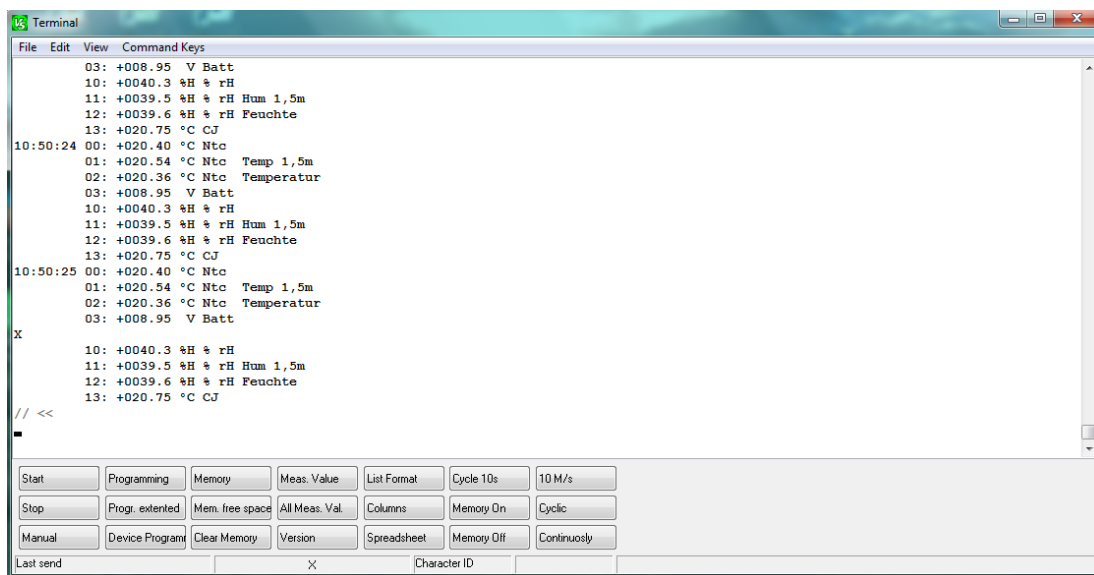 Terminal
File Edit View Command Keys
03: +008.95 V Batt
10: +0040.3 %H % rH
11: +0039.5 %H % rH Hum 1,5m
12: +0039.6 %H % rH Feuchte
13: +020.75 °C CJ
10:50:24 00: +020.40 °C Ntc
01: +020.54 °C Ntc Temp 1,5m
02: +020.36 °C Ntc Temperatur
03: +008.95 V Batt
10: +0040.3 %H % rH
11: +0039.5 %H % rH Hum 1,5m
12: +0039.6 %H % rH Feuchte
13: +020.75 °C CJ
10:50:25 00: +020.40 °C Ntc
01: +020.54 °C Ntc Temp 1,5m
02: +020.36 °C Ntc Temperatur
03: +008.95 V Batt
X
10: +0040.3 %H % rH
11: +0039.5 %H % rH Hum 1,5m
12: +0039.6 %H % rH Feuchte
13: +020.75 °C CJ
// <<
Start Programming Memory Meas. Value List Format Cycle 10s 10 M/s
Stop Progr. extented Mem. free space All Meas. Val. Columns Memory On Cyclic
Manual Device Programm Clear Memory Version Spreadsheet Memory Off Continuosly
Last send X Character ID